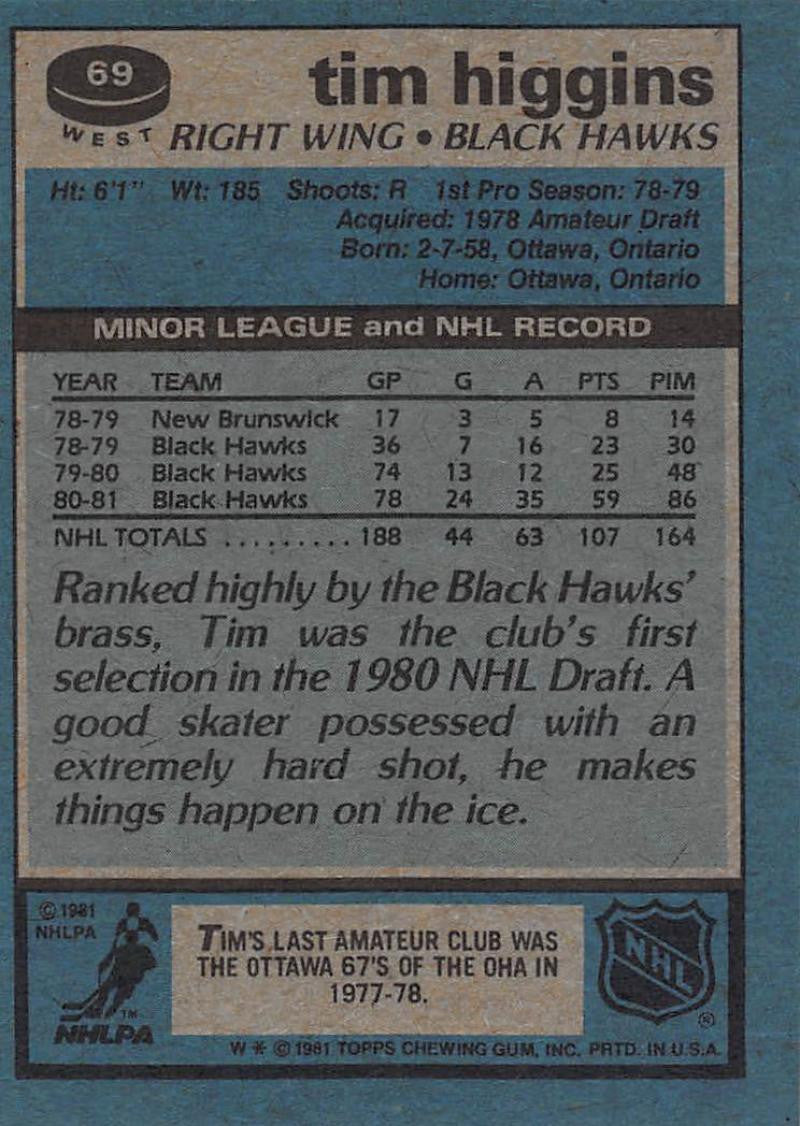 69
WEST
tim higgins
RIGHT WING • BLACK HAWKS
Ht: 6'1" Wt: 185 Shoots: R 1st Pro Season: 78-79
Acquired: 1978 Amateur Draft
Born: 2-7-58, Ottawa, Ontario
Home: Ottawa, Ontario
MINOR LEAGUE and NHL RECORD
YEAR TEAM GP G A PTS PIM
78-79 New Brunswick 17 3 5 8 14
78-79 Black Hawks 36 7 16 23 30
79-80 Black Hawks 74 13 12 25 48
80-81 Black Hawks 78 24 35 59 86
NHL TOTALS ......... 188 44 63 107 164
Ranked highly by the Black Hawks'
brass, Tim was the club's first
selection in the 1980 NHL Draft. A
good skater possessed with an
extremely hard shot, he makes
things happen on the ice.
© 1981
NHLPA
TM
NHLPA
TIM'S LAST AMATEUR CLUB WAS
THE OTTAWA 67'S OF THE OHA IN
1977-78.
NHL
®
W * © 1981 TOPPS CHEWING GUM, INC. PRTD. IN U.S.A.